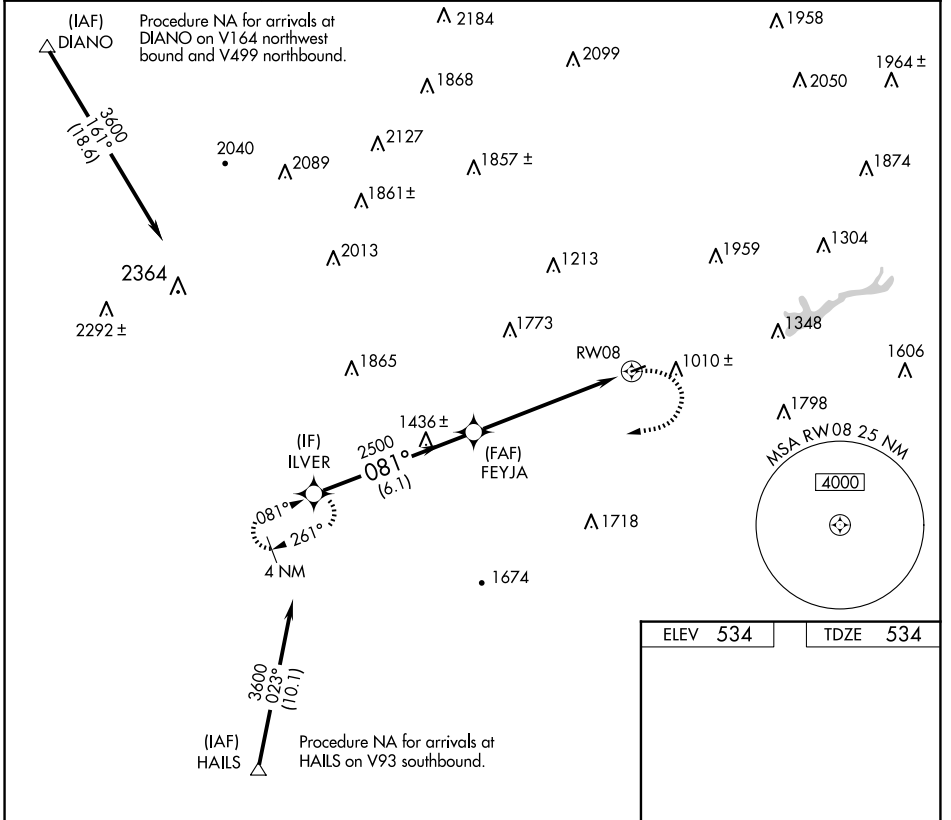 (IAF)
DIANO
Procedure NA for arrivals at
DIANO on V164 northwest
bound and V499 northbound.
2184
1958
2099
1868
2050
1964 ±
3600
161°
(18.6)
2040
2089
2127
1857 ±
1874
1861±
2013
1213
1959
1304
2364
2292 ±
1773
1348
1865
RW08
1010 ±
1606
1798
1436 ±
(IF)
ILVER
2500
081°
(6.1)
(FAF)
FEYJA
MSA RW 08 25 NM
4000
081°
261°
4 NM
1718
1674
3600
023°
(10.1)
(IAF)
HAILS
Procedure NA for arrivals at
HAILS on V93 southbound.
ELEV 534
TDZE 534